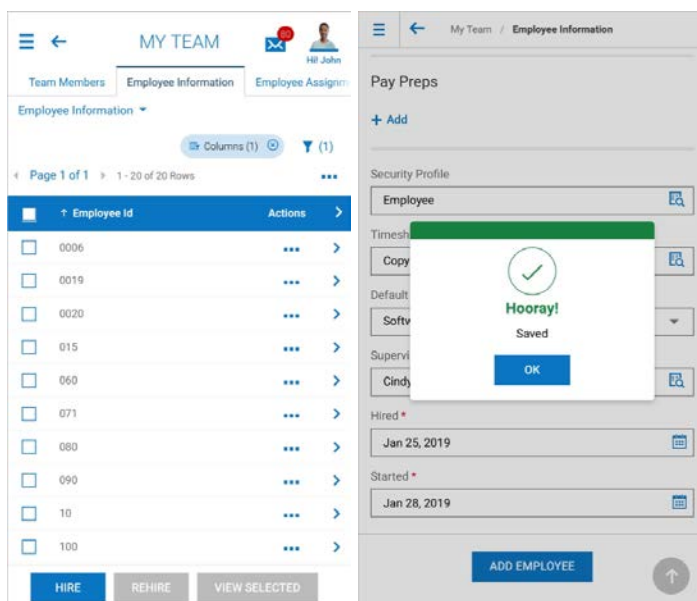 MY TEAM
80
Hi! John
Team Members Employee Information Employee Assignm
Employee Information
Columns (1) (1)
Page 1 of 1 1 - 20 of 20 Rows
↑ Employee Id Actions
0006
0019
0020
015
060
071
080
090
10
100
HIRE REHIRE VIEW SELECTED
My Team / Employee Information
Pay Preps
+ Add
Security Profile
Employee
Timesh
Copy
Default
Softw
Supervi
Cindy
Hooray!
Saved
OK
Hired *
Jan 25, 2019
Started *
Jan 28, 2019
ADD EMPLOYEE